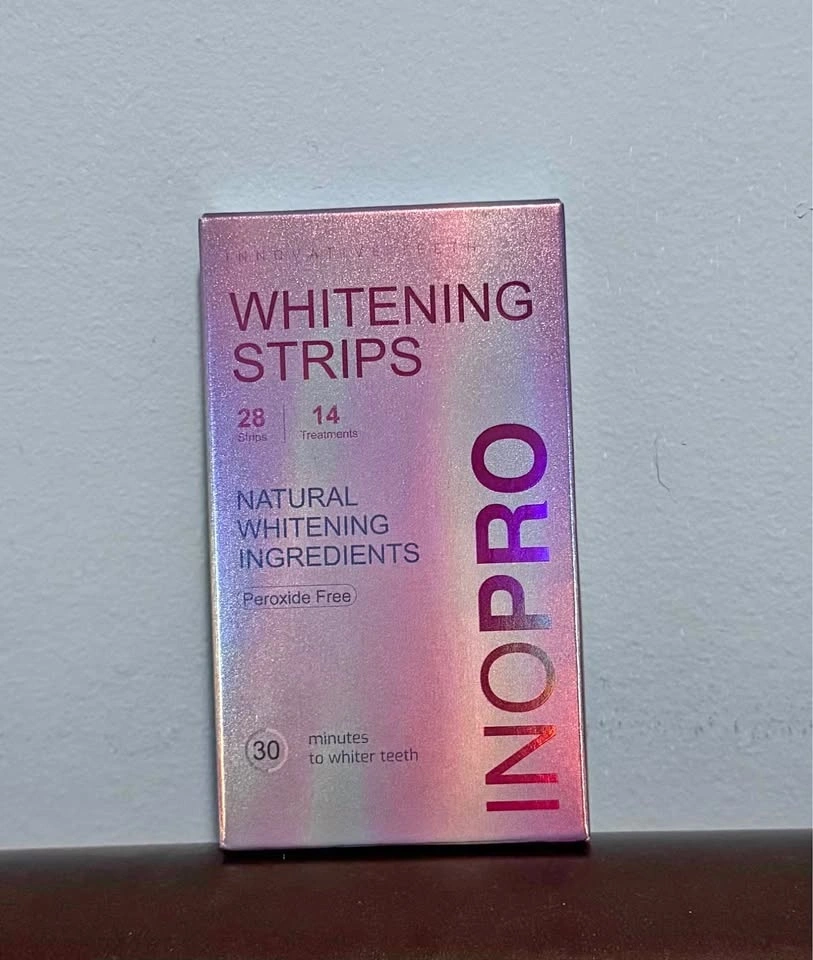 INNOVATIVE TEETH
WHITENING
STRIPS
28
Strips
14
Treatments
NATURAL
WHITENING
INGREDIENTS
Peroxide Free
30
minutes
to whiter teeth
INOPRO